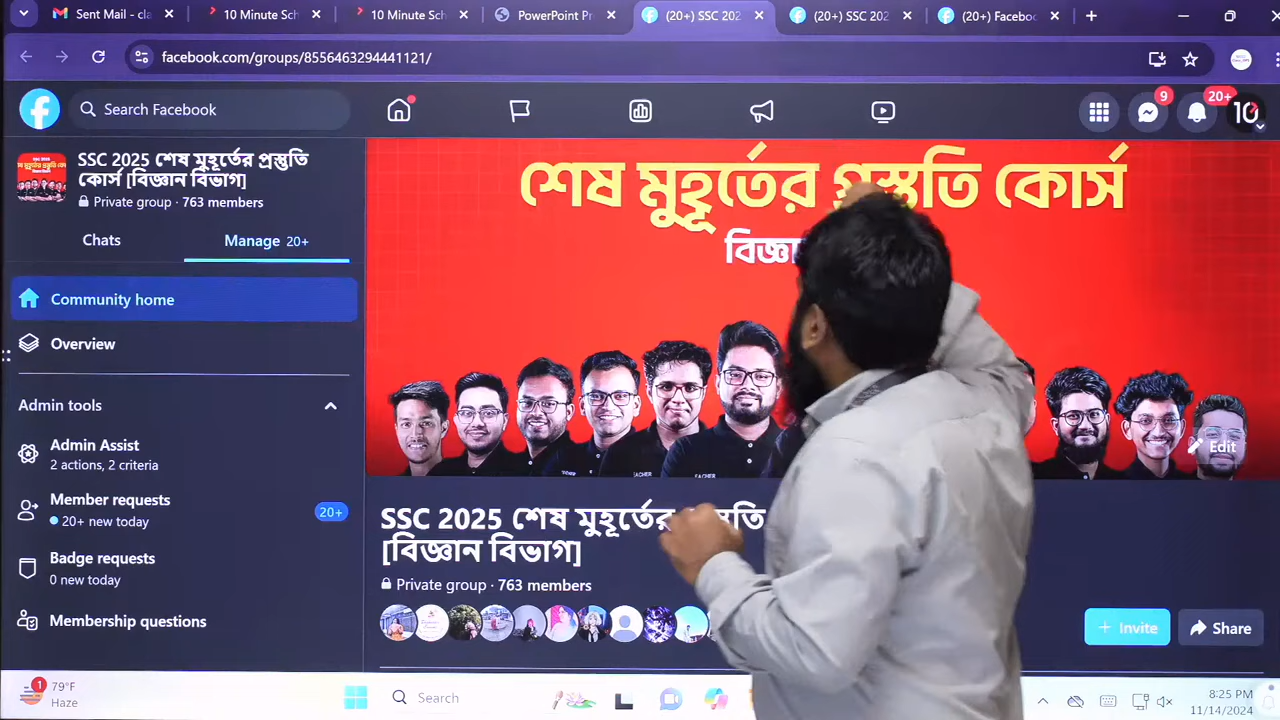 Sent Mail - cla
10 Minute Sch
10 Minute Sch
PowerPoint Pr
(20+) SSC 202
(20+) SSC 202
(20+) Faceboo
facebook.com/groups/8556463294441121/
Search Facebook
9
20+
10
SSC 2025 শেষ মুহূর্তের প্রস্তুতি
কোর্স [বিজ্ঞান বিভাগ]
Private group · 763 members
Chats
Manage 20+
Community home
Overview
Admin tools
Admin Assist
2 actions, 2 criteria
Member requests
20+ new today
20+
Badge requests
0 new today
Membership questions
শেষ মুহূর্তের প্রস্তুতি কোর্স
Edit
SSC 2025 শেষ মুহূর্তের
[বিজ্ঞান বিভাগ]
Private group · 763 members
+ Invite
Share
1
79°F
Haze
Search
8:25 PM
11/14/2024